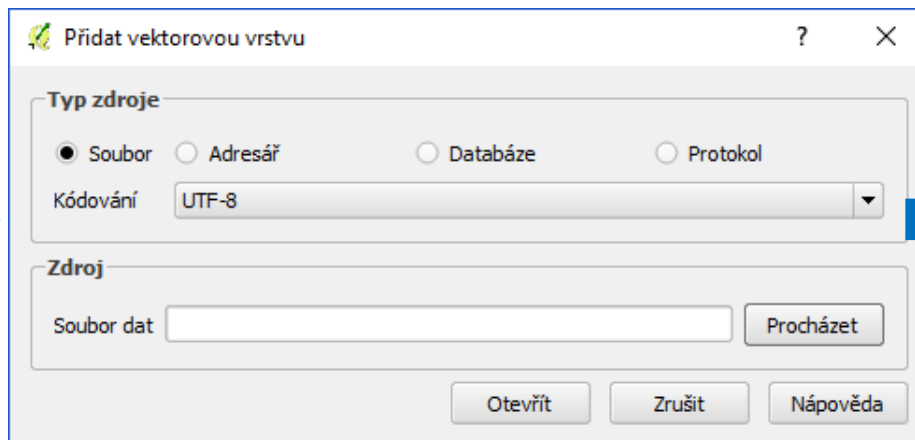 Přidat vektorovou vrstvu ?
Typ zdroje
Soubor Adresář Databáze Protokol
Kódování UTF-8
Zdroj
Soubor dat Procházet
Otevřít Zrušit Nápověda